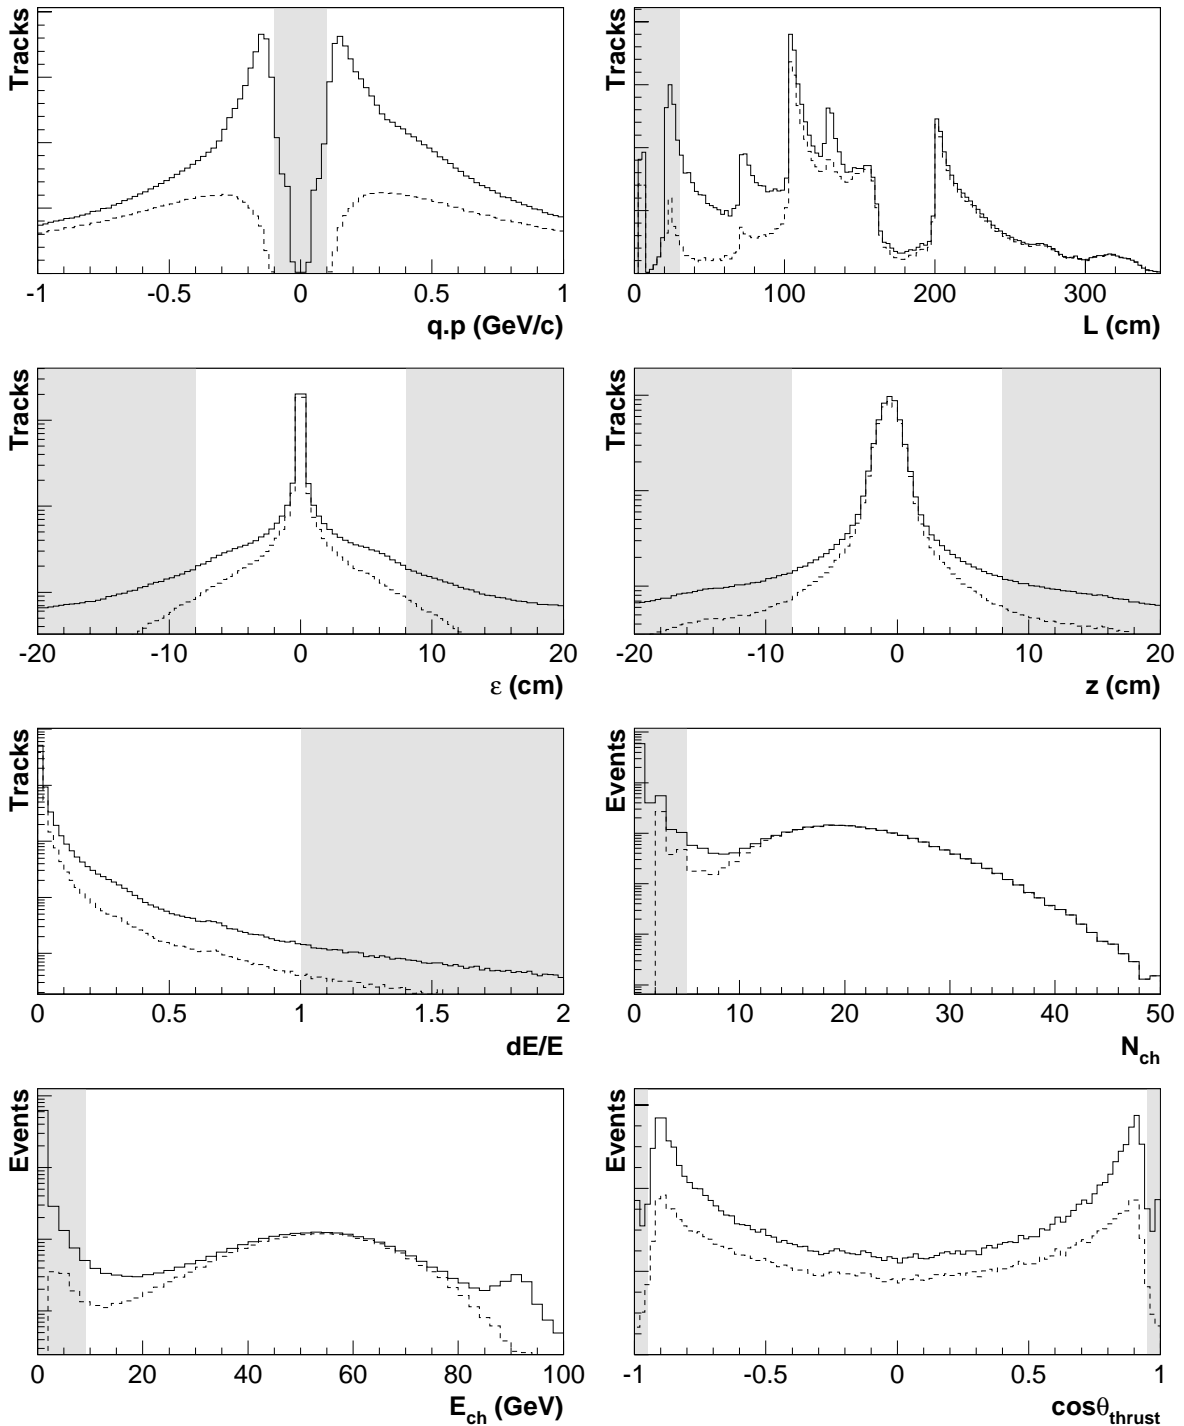 Tracks
-1 -0.5 0 0.5 1
q.p (GeV/c)
Tracks
0 100 200 300
L (cm)
Tracks
-20 -10 0 10 20
ε (cm)
Tracks
-20 -10 0 10 20
z (cm)
Tracks
0 0.5 1 1.5 2
dE/E
Events
0 10 20 30 40 50
N_ch
Events
0 20 40 60 80 100
E_ch (GeV)
Events
-1 -0.5 0 0.5 1
cosθ_thrust